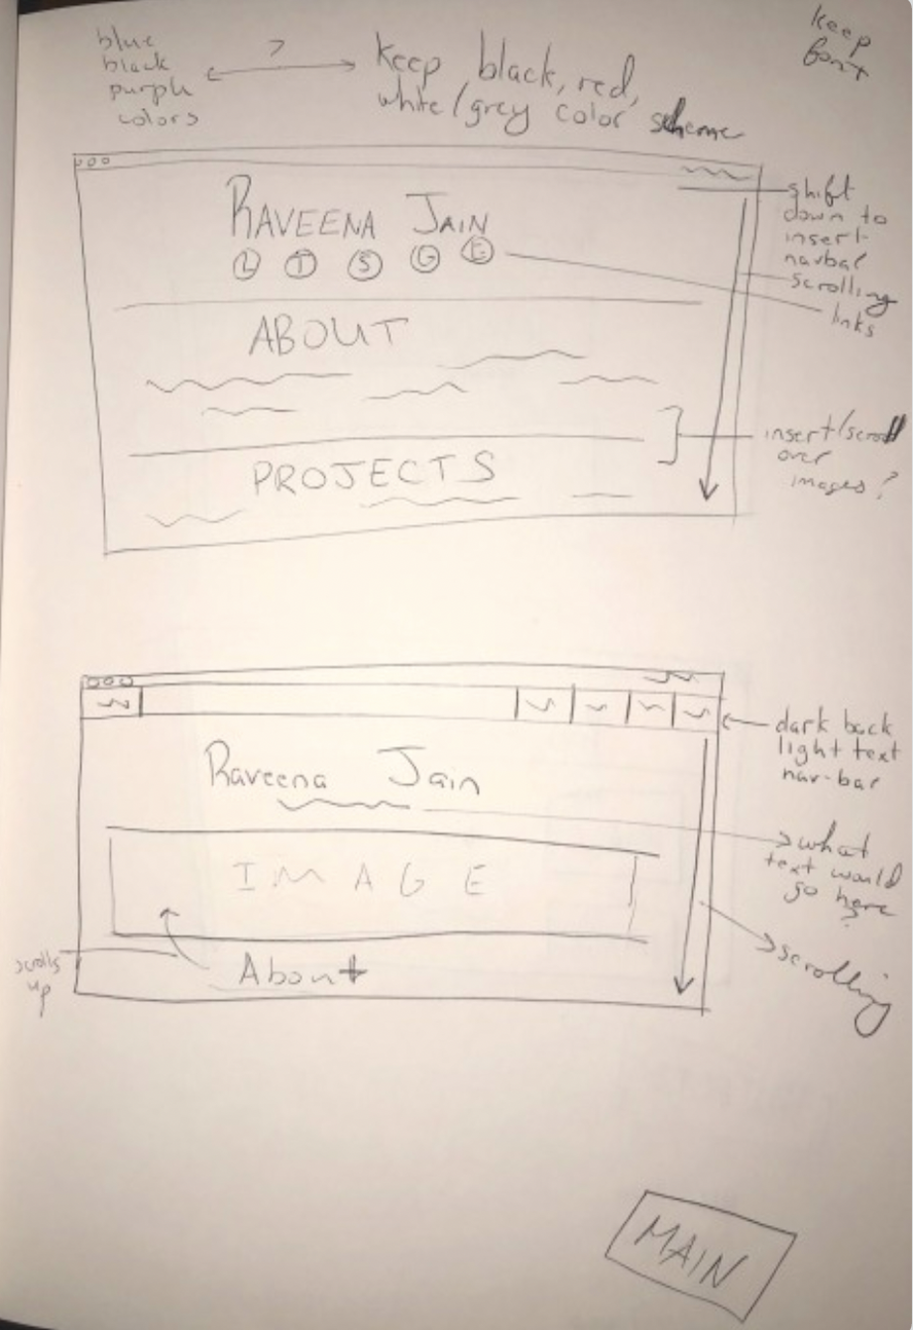 blue
black
purple
colors
?
keep black, red,
white/grey color scheme
keep
font
RAVEENA JAIN
L T S G E
shift
down to
insert
navbar
scrolling
links
ABOUT
insert/scroll
over
images?
PROJECTS
dark back
light text
nav-bar
Raveena Jain
what
text would
go here
?
IMAGE
scrolls
up
About
scrolling
MAIN